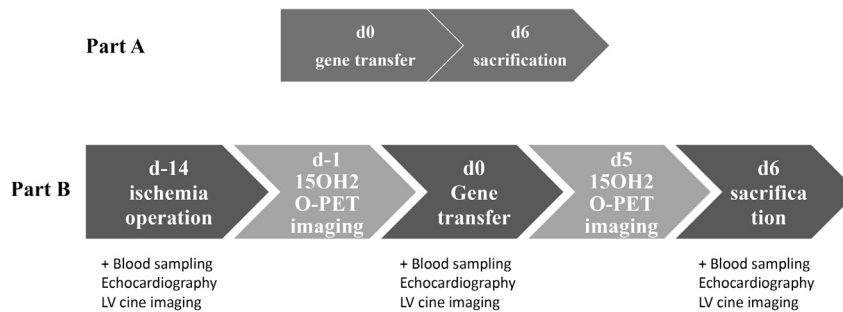 Part A
d0
gene transfer
d6
sacrification
Part B
d-14
ischemia
operation
d-1
15OH2
O-PET
imaging
d0
Gene
transfer
d5
15OH2
O-PET
imaging
d6
sacrifica
tion
+ Blood sampling
Echocardiography
LV cine imaging
+ Blood sampling
Echocardiography
LV cine imaging
+ Blood sampling
Echocardiography
LV cine imaging